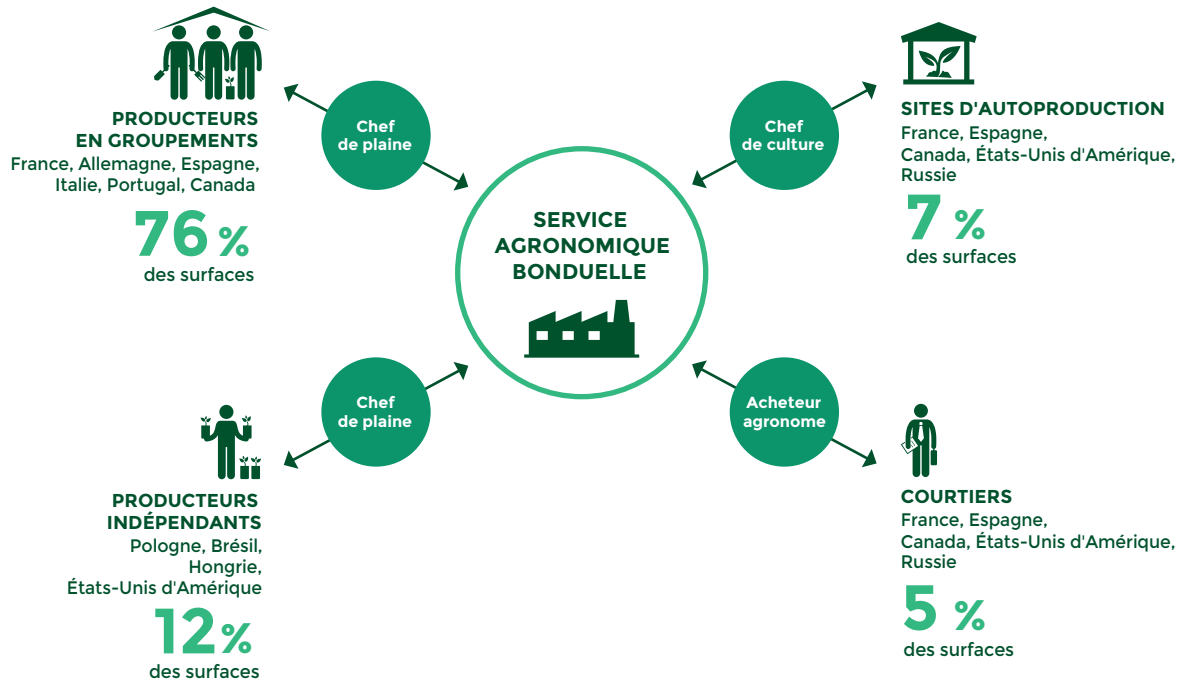 PRODUCTEURS
EN GROUPEMENTS
France, Allemagne, Espagne,
Italie, Portugal, Canada
76 %
des surfaces
Chef
de plaine
Chef
de culture
SITES D'AUTOPRODUCTION
France, Espagne,
Canada, États-Unis d'Amérique,
Russie
7 %
des surfaces
SERVICE
AGRONOMIQUE
BONDUELLE
Chef
de plaine
PRODUCTEURS
INDÉPENDANTS
Pologne, Brésil,
Hongrie,
États-Unis d'Amérique
12%
des surfaces
Acheteur
agronome
COURTIERS
France, Espagne,
Canada, États-Unis d'Amérique,
Russie
5 %
des surfaces